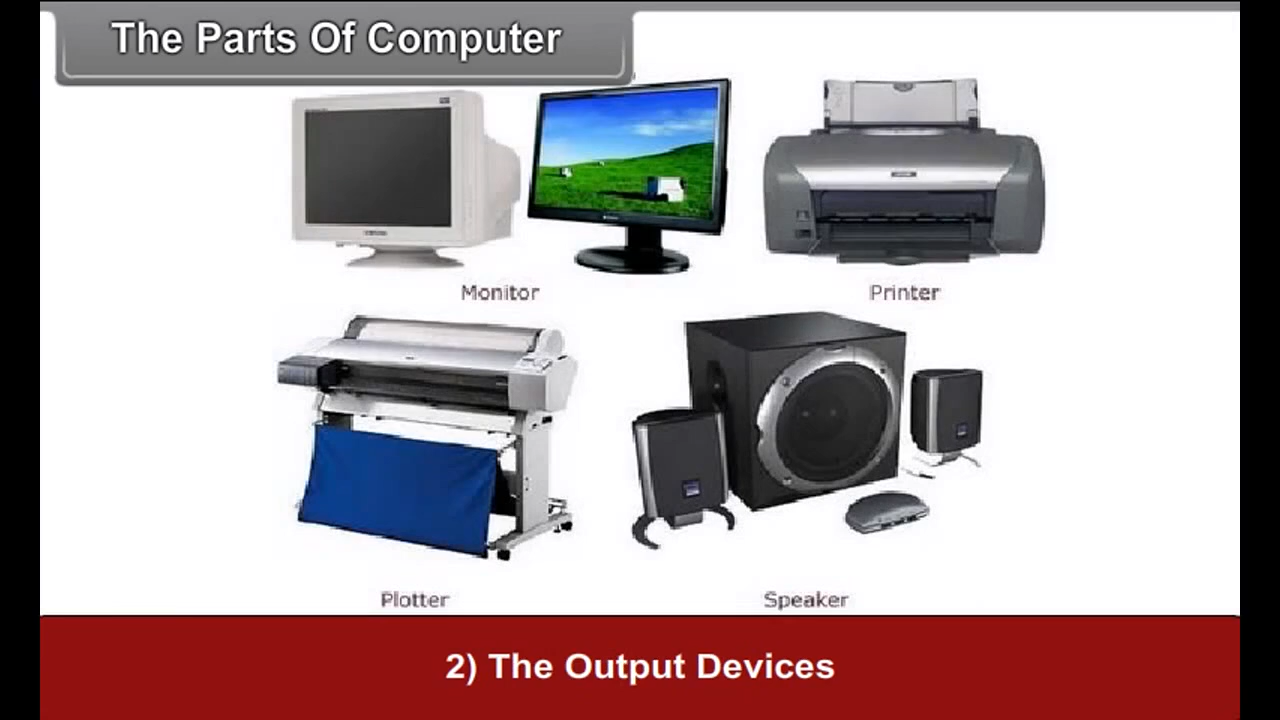 The Parts Of Computer
Monitor
Printer
Plotter
Speaker
2) The Output Devices